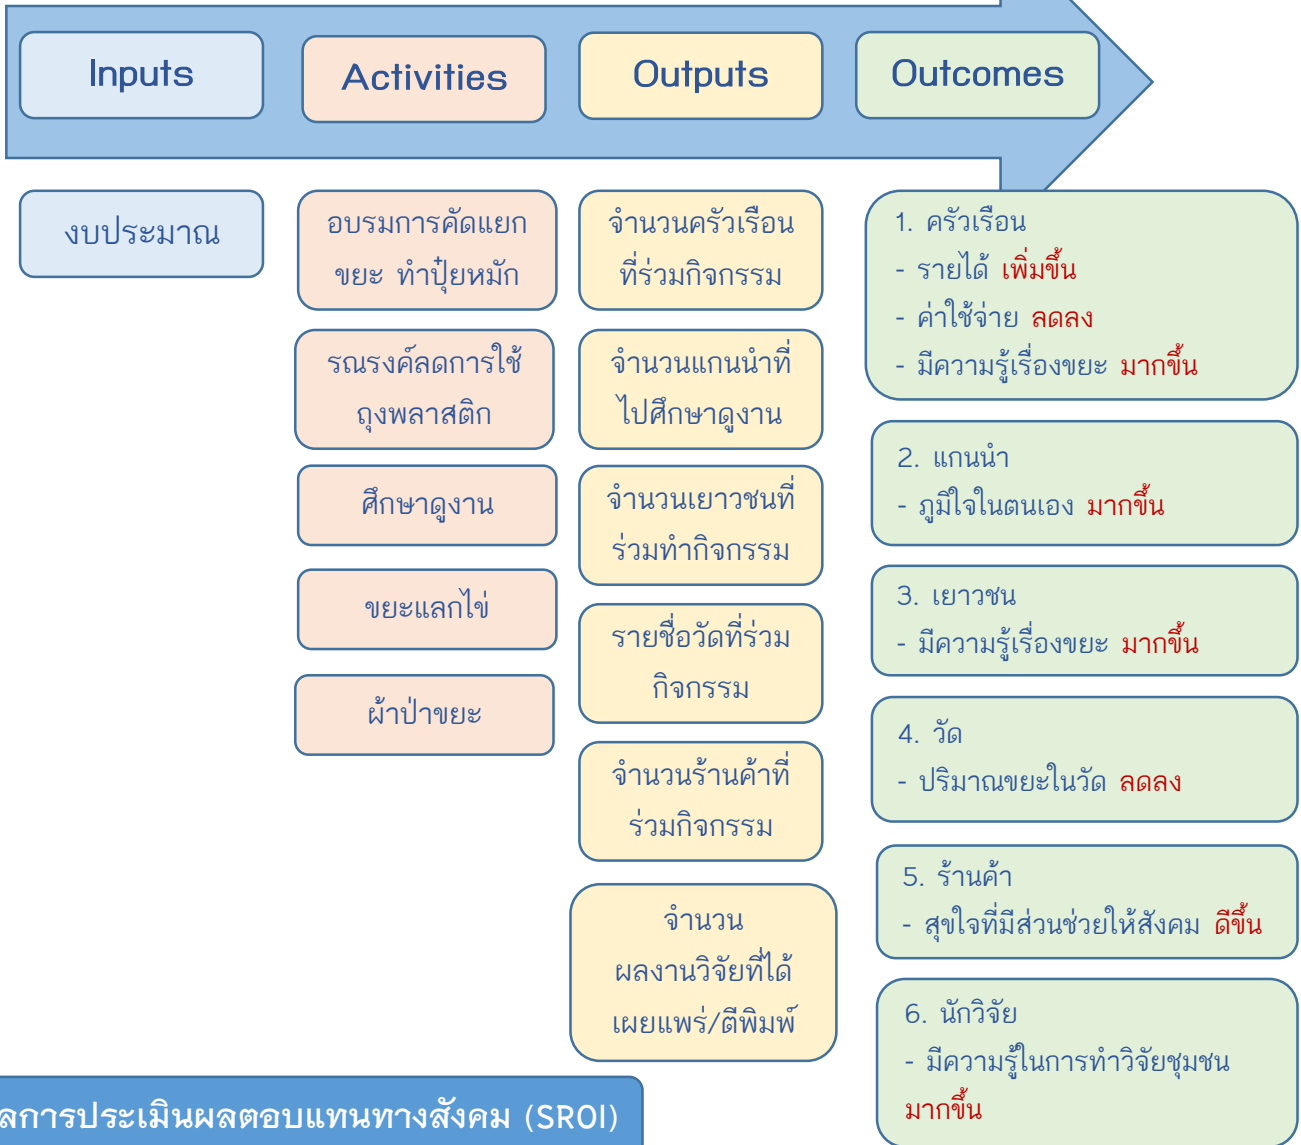 Inputs
Activities
Outputs
Outcomes
งบประมาณ
อบรมการคัดแยก
ขยะ ทำปุ๋ยหมัก
รณรงค์ลดการใช้
ถุงพลาสติก
ศึกษาดูงาน
ขยะแลกไข่
ผ้าป่าขยะ
จำนวนครัวเรือน
ที่ร่วมกิจกรรม
จำนวนแกนนำที่
ไปศึกษาดูงาน
จำนวนเยาวชนที่
ร่วมทำกิจกรรม
รายชื่อวัดที่ร่วม
กิจกรรม
จำนวนร้านค้าที่
ร่วมกิจกรรม
จำนวน
ผลงานวิจัยที่ได้
เผยแพร่/ตีพิมพ์
1. ครัวเรือน
- รายได้ เพิ่มขึ้น
- ค่าใช้จ่าย ลดลง
- มีความรู้เรื่องขยะ มากขึ้น
2. แกนนำ
- ภูมิใจในตนเอง มากขึ้น
3. เยาวชน
- มีความรู้เรื่องขยะ มากขึ้น
4. วัด
- ปริมาณขยะในวัด ลดลง
5. ร้านค้า
- สุขใจที่มีส่วนช่วยให้สังคม ดีขึ้น
6. นักวิจัย
- มีความรู้ในการทำวิจัยชุมชน
มากขึ้น
ลการประเมินผลตอบแทนทางสังคม (SROI)